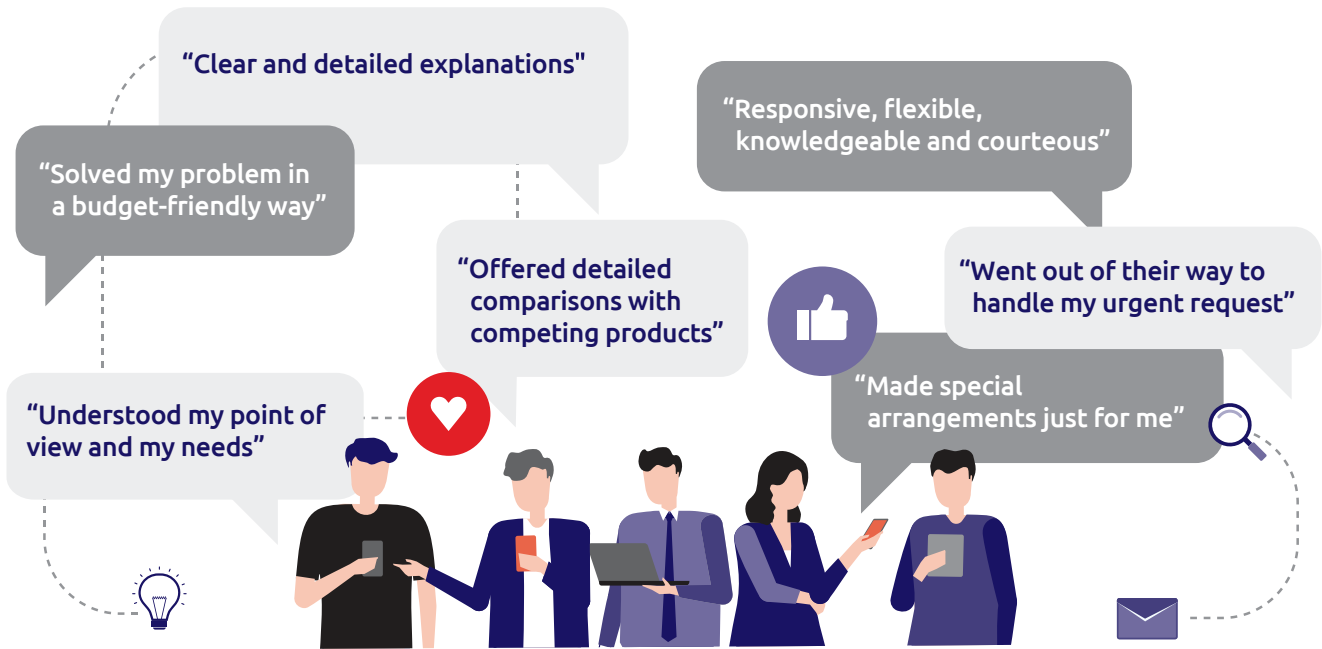 “Clear and detailed explanations"
“Responsive, flexible,
knowledgeable and courteous”
“Solved my problem in
a budget-friendly way”
“Offered detailed
comparisons with
competing products”
“Went out of their way to
handle my urgent request”
“Made special
arrangements just for me”
“Understood my point of
view and my needs”